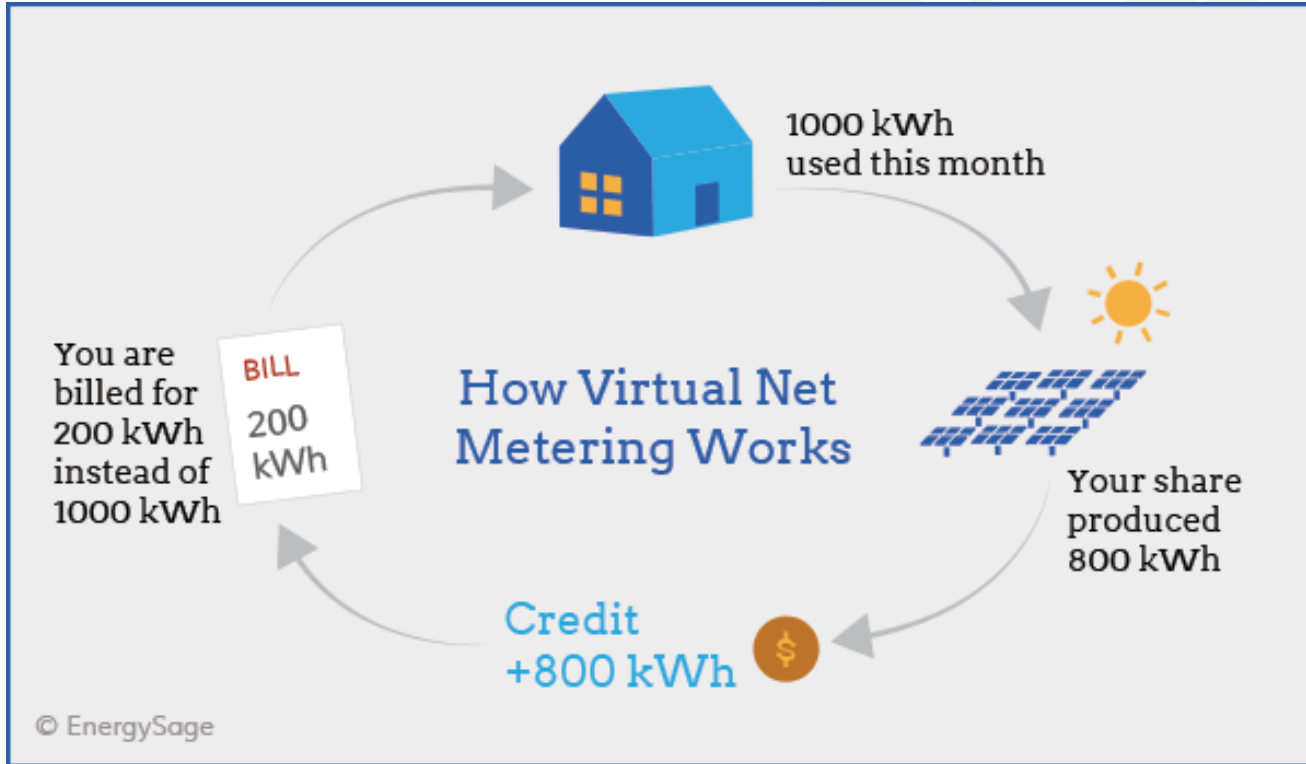 1000 kWh
used this month
How Virtual Net
Metering Works
Your share
produced
800 kWh
Credit
+800 kWh
$
You are
billed for
200 kWh
instead of
1000 kWh
BILL
200
kWh
© EnergySage